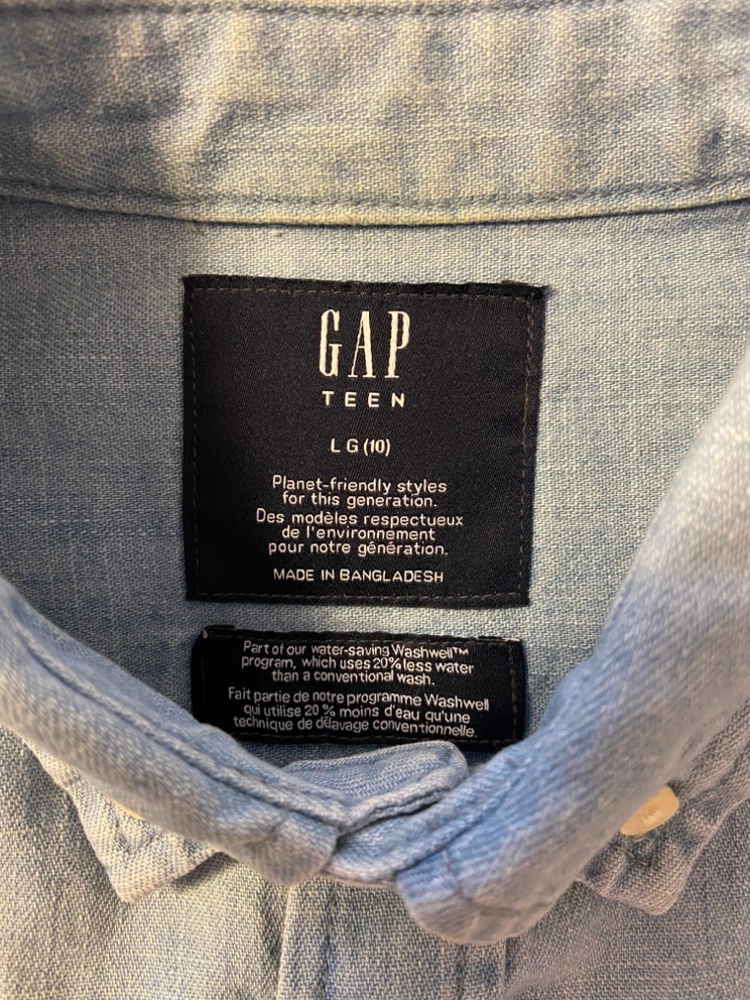 GAP
TEEN
LG (10)
Planet-friendly styles
for this generation.
Des modèles respectueux
de l'environnement
pour notre génération.
MADE IN BANGLADESH
Part of our water-saving Washwell™
program, which uses 20% less water
than a conventional wash.
Fait partie de notre programme Washwell
qui utilise 20 % moins d'eau qu'une
technique de délavage conventionnelle.